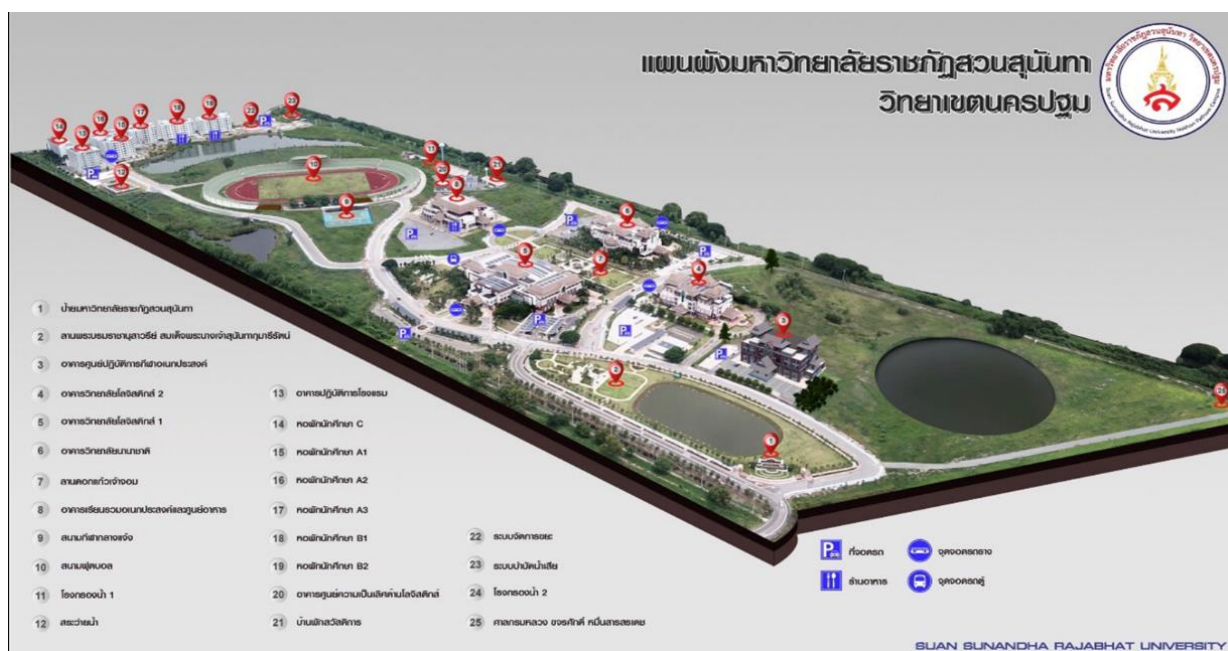 แผนผังมหาวิทยาลัยราชภัฏสวนสุนันทา
วิทยาเขตนครปฐม
1 ป้ายมหาวิทยาลัยราชภัฏสวนสุนันทา
2 ลานพระบรมราชานุสาวรีย์ สมเด็จพระนางเจ้าสุนันทากุมารีรัตน์
3 อาคารศูนย์ปฏิบัติการกีฬาอเนกประสงค์
4 อาคารวิทยาลัยโลจิสติกส์ 2
5 อาคารวิทยาลัยโลจิสติกส์ 1
6 อาคารวิทยาลัยนานาชาติ
7 ลานดอกแก้วเจ้าจอม
8 อาคารเรียนรวมอเนกประสงค์และศูนย์อาหาร
9 สนามกีฬากลางแจ้ง
10 สนามฟุตบอล
11 โรงกรองน้ำ 1
12 สระว่ายน้ำ
13 อาคารปฏิบัติการโรงแรม
14 หอพักนักศึกษา C
15 หอพักนักศึกษา A1
16 หอพักนักศึกษา A2
17 หอพักนักศึกษา A3
18 หอพักนักศึกษา B1
19 หอพักนักศึกษา B2
20 อาคารศูนย์ความเป็นเลิศด้านโลจิสติกส์
21 บ้านพักสวัสดิการ
22 ระบบจัดการขยะ
23 ระบบบำบัดน้ำเสีย
24 โรงกรองน้ำ 2
25 ศาลกรมหลวง ขจรศักดิ์ หมื่นสารสรเดช
ที่จอดรถ
จุดจอดรถราง
ร้านอาหาร
จุดจอดรถตู้
SUAN SUNANDHA RAJABHAT UNIVERSITY